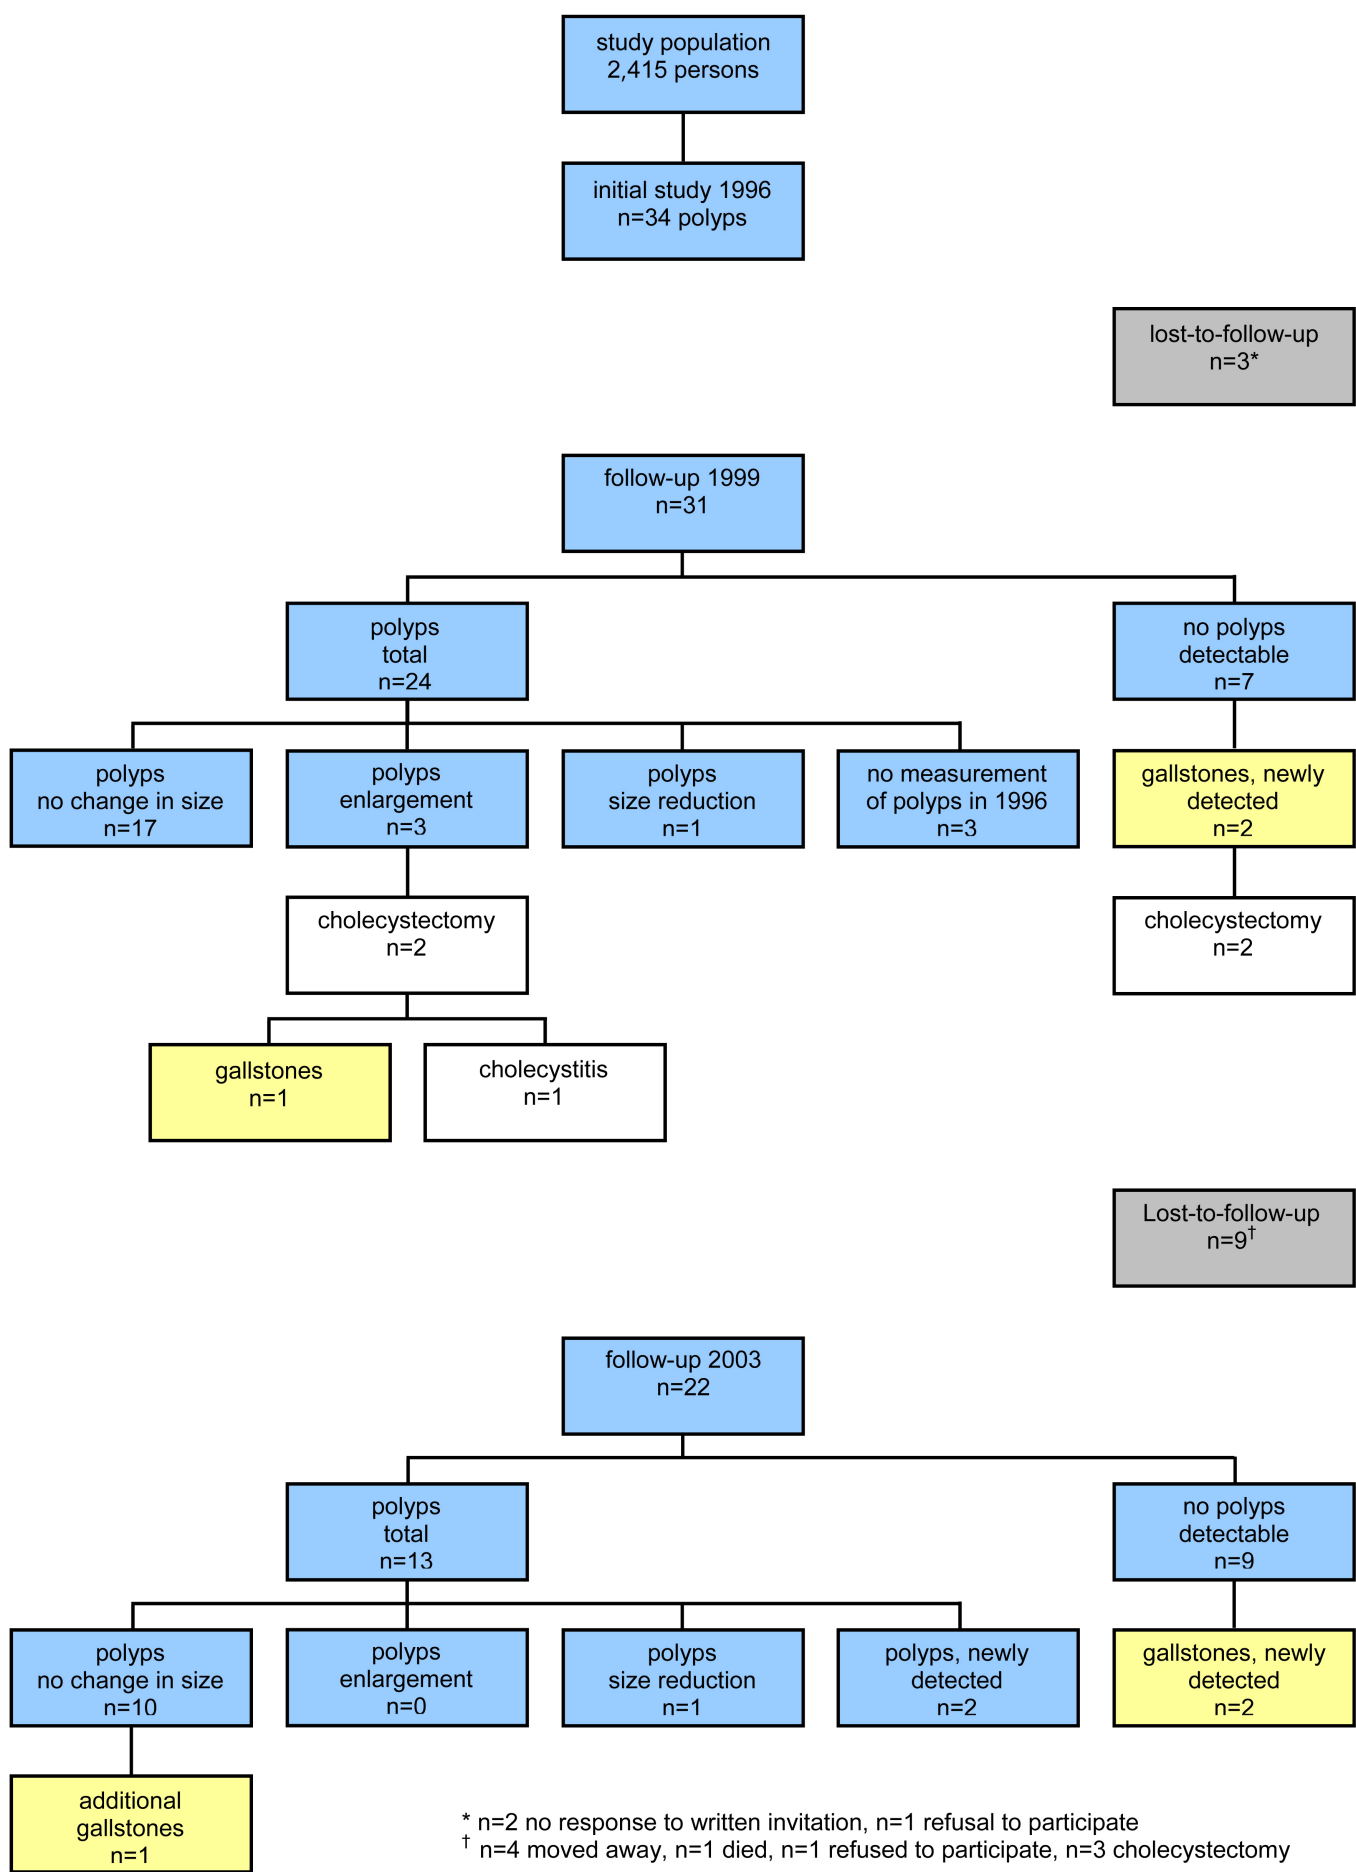 study population
2,415 persons
initial study 1996
n=34 polyps
lost-to-follow-up
n=3*
follow-up 1999
n=31
polyps
total
n=24
no polyps
detectable
n=7
polyps
no change in size
n=17
polyps
enlargement
n=3
polyps
size reduction
n=1
no measurement
of polyps in 1996
n=3
gallstones, newly
detected
n=2
cholecystectomy
n=2
cholecystectomy
n=2
gallstones
n=1
cholecystitis
n=1
Lost-to-follow-up
n=9†
follow-up 2003
n=22
polyps
total
n=13
no polyps
detectable
n=9
polyps
no change in size
n=10
polyps
enlargement
n=0
polyps
size reduction
n=1
polyps, newly
detected
n=2
gallstones, newly
detected
n=2
additional
gallstones
n=1
* n=2 no response to written invitation, n=1 refusal to participate
† n=4 moved away, n=1 died, n=1 refused to participate, n=3 cholecystectomy